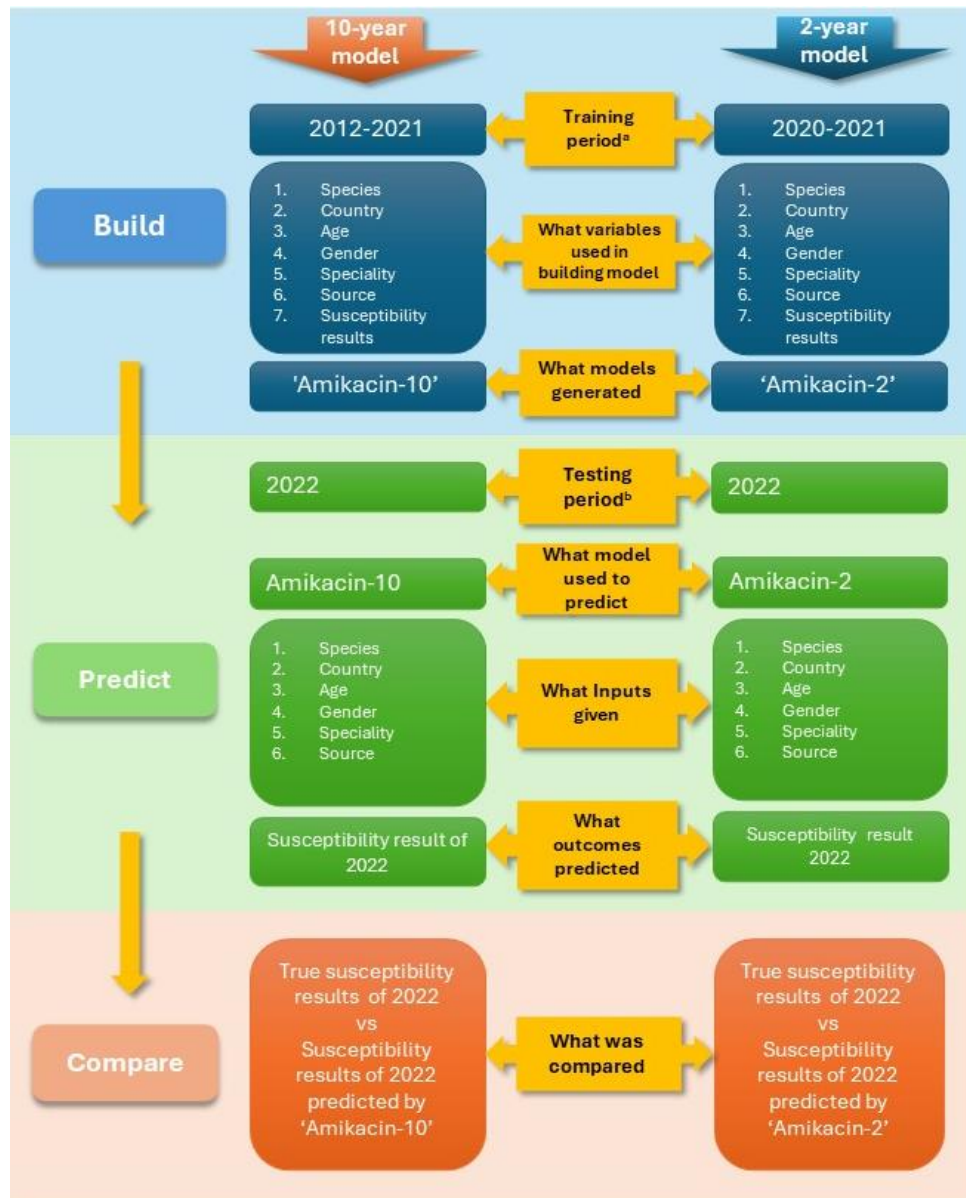 10-year
model
2-year
model
2012-2021
Training
periodᵃ
2020-2021
Build
1. Species
2. Country
3. Age
4. Gender
5. Speciality
6. Source
7. Susceptibility
results
What variables
used in
building model
1. Species
2. Country
3. Age
4. Gender
5. Speciality
6. Source
7. Susceptibility
results
'Amikacin-10’
What models
generated
‘Amikacin-2’
2022
Testing
periodᵇ
2022
Amikacin-10
What model
used to
predict
Amikacin-2
Predict
1. Species
2. Country
3. Age
4. Gender
5. Speciality
6. Source
What Inputs
given
1. Species
2. Country
3. Age
4. Gender
5. Speciality
6. Source
Susceptibility result of
2022
What
outcomes
predicted
Susceptibility result
2022
Compare
True susceptibility
results of 2022
vs
Susceptibility
results of 2022
predicted by
‘Amikacin-10’
What was
compared
True susceptibility
results of 2022
vs
Susceptibility
results of 2022
predicted by
‘Amikacin-2’